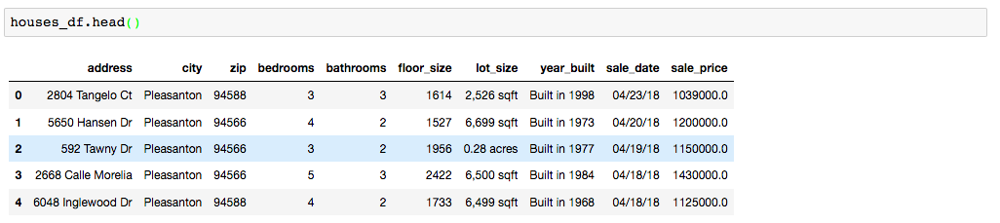 houses_df.head()
address city zip bedrooms bathrooms floor_size lot_size year_built sale_date sale_price
0 2804 Tangelo Ct Pleasanton 94588 3 3 1614 2,526 sqft Built in 1998 04/23/18 1039000.0
1 5650 Hansen Dr Pleasanton 94566 4 2 1527 6,699 sqft Built in 1973 04/20/18 1200000.0
2 592 Tawny Dr Pleasanton 94566 3 2 1956 0.28 acres Built in 1977 04/19/18 1150000.0
3 2668 Calle Morelia Pleasanton 94566 5 3 2422 6,500 sqft Built in 1984 04/18/18 1430000.0
4 6048 Inglewood Dr Pleasanton 94588 4 2 1733 6,499 sqft Built in 1968 04/18/18 1125000.0